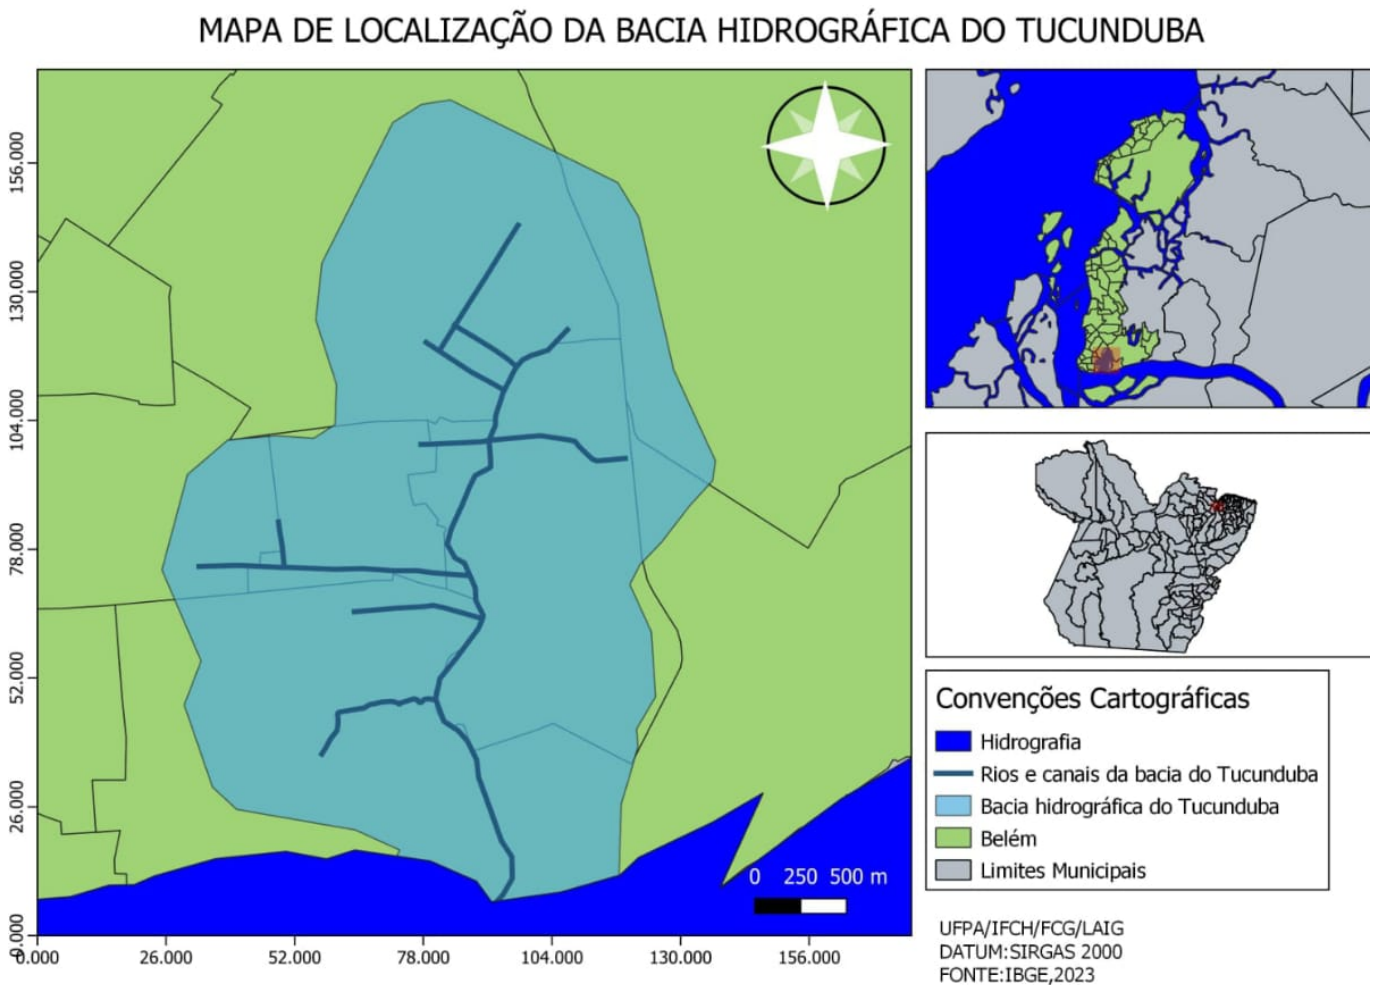 MAPA DE LOCALIZAÇÃO DA BACIA HIDROGRÁFICA DO TUCUNDUBA
156.000
130.000
104.000
78.000
52.000
26.000
0.000
0.000
26.000
52.000
78.000
104.000
130.000
156.000
0 250 500 m
Convenções Cartográficas
Hidrografia
Rios e canais da bacia do Tucunduba
Bacia hidrográfica do Tucunduba
Belém
Limites Municipais
UFPA/IFCH/FCG/LAIG
DATUM:SIRGAS 2000
FONTE:IBGE,2023